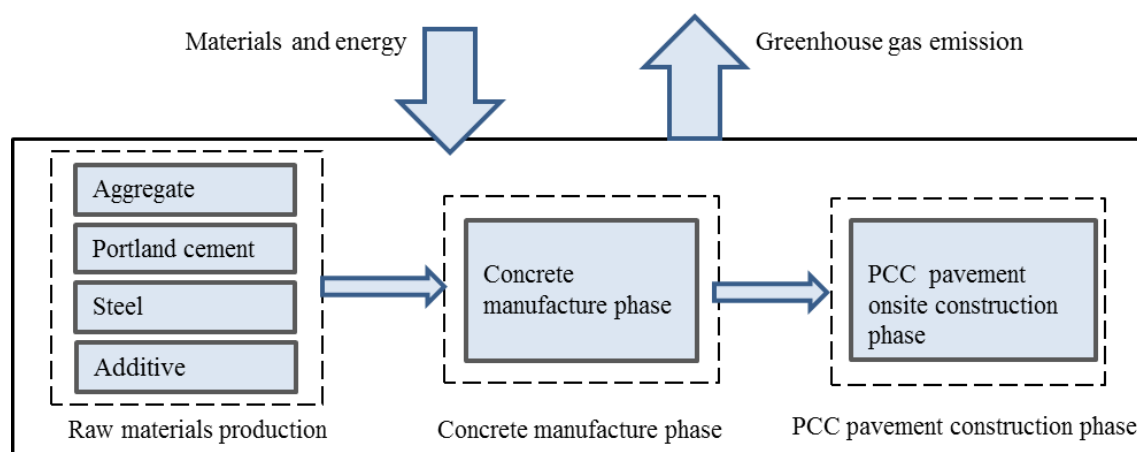 Materials and energy
Greenhouse gas emission
Aggregate
Portland cement
Steel
Additive
Concrete
manufacture phase
PCC pavement
onsite construction
phase
Raw materials production
Concrete manufacture phase
PCC pavement construction phase